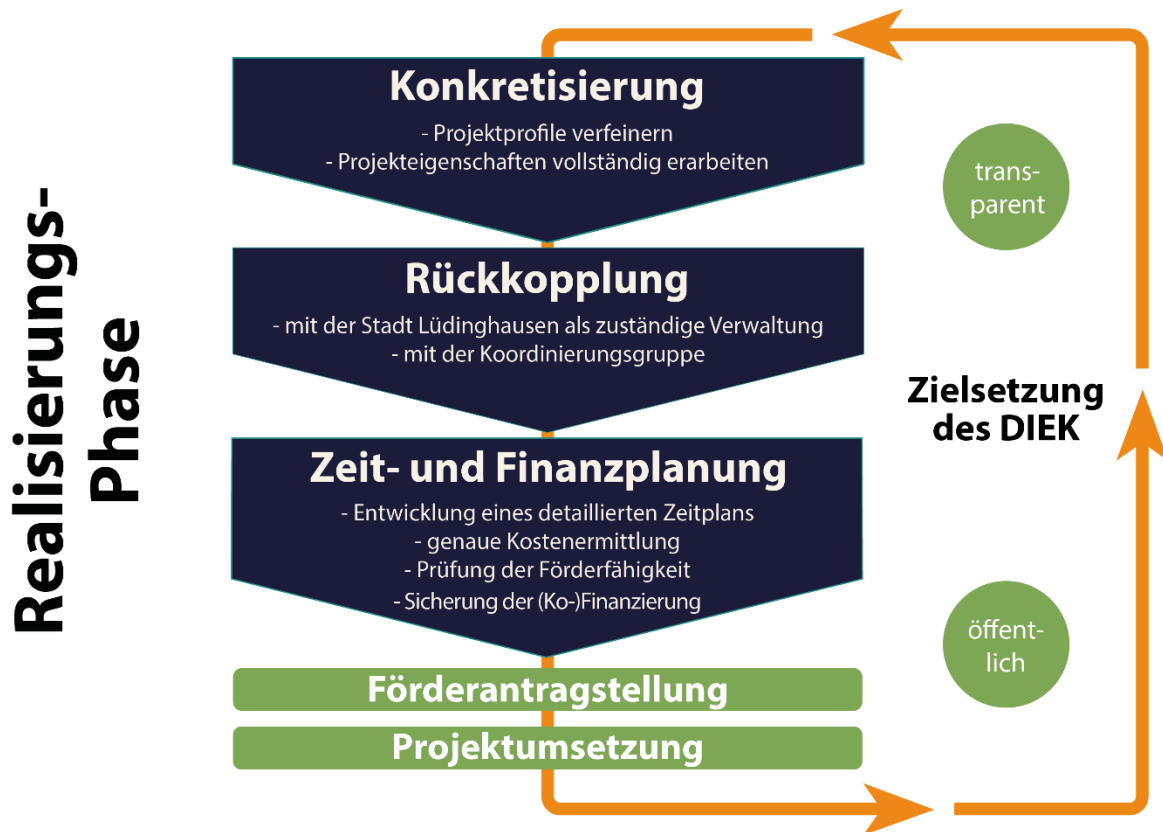 Realisierungs-
Phase
Konkretisierung
- Projektprofile verfeinern
- Projekteigenschaften vollständig erarbeiten
Rückkopplung
- mit der Stadt Lüdinghausen als zuständige Verwaltung
- mit der Koordinierungsgruppe
Zeit- und Finanzplanung
- Entwicklung eines detaillierten Zeitplans
- genaue Kostenermittlung
- Prüfung der Förderfähigkeit
- Sicherung der (Ko-)Finanzierung
Förderantragstellung
Projektumsetzung
trans-
parent
Zielsetzung
des DIEK
öffent-
lich